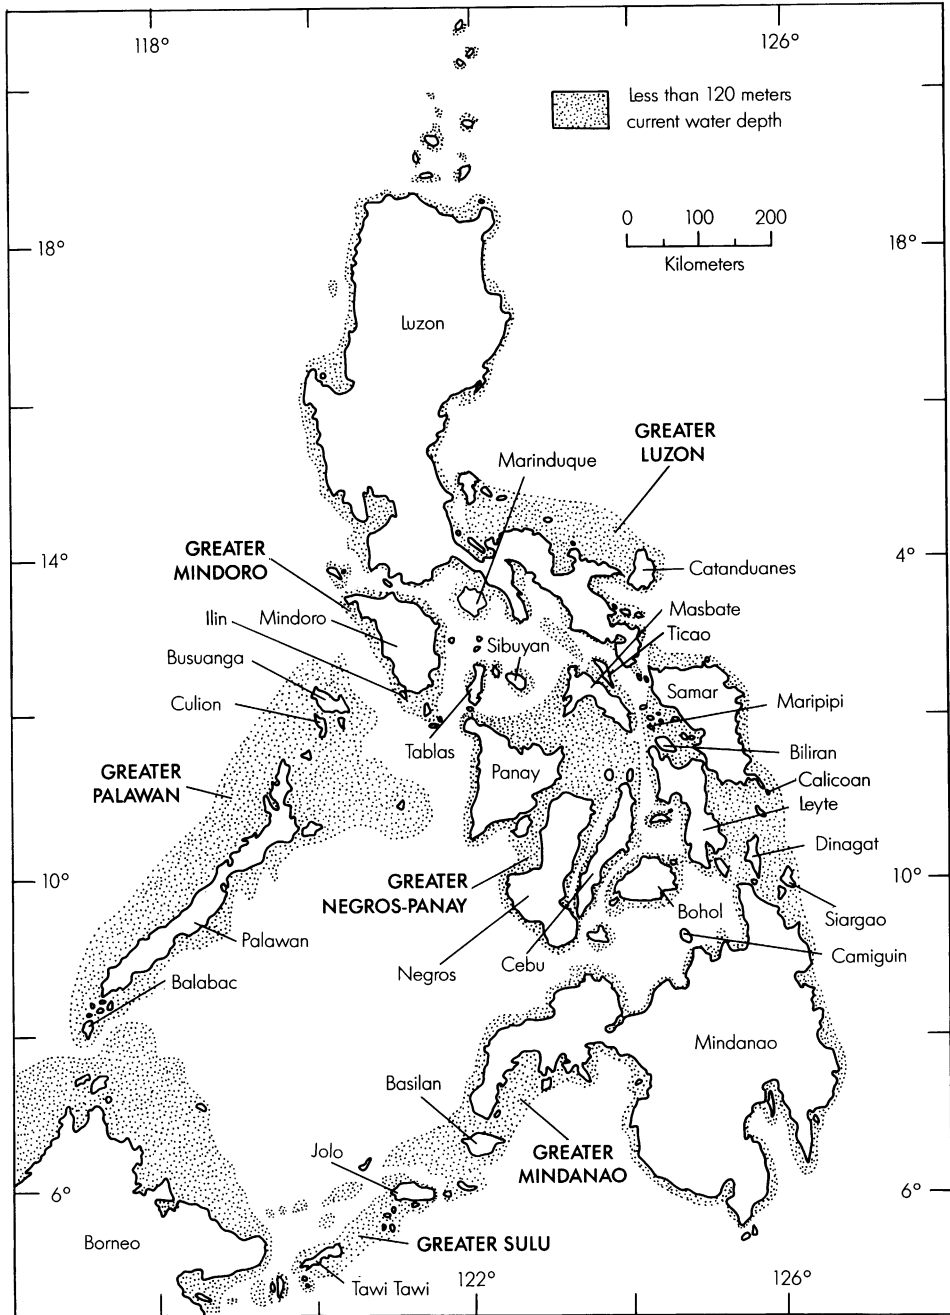 118°
126°
Less than 120 meters
current water depth
0 100 200
Kilometers
18°
18°
Luzon
GREATER
LUZON
Marinduque
14°
4°
GREATER
MINDORO
Catanduanes
Ilin
Mindoro
Masbate
Ticao
Busuanga
Sibuyan
Culion
Samar
Maripipi
Tablas
Biliran
GREATER
PALAWAN
Panay
Calicoan
Leyte
Dinagat
10°
10°
GREATER
NEGROS-PANAY
Bohol
Siargao
Palawan
Negros
Cebu
Camiguin
Balabac
Mindanao
Basilan
Jolo
GREATER
MINDANAO
6°
6°
Borneo
GREATER SULU
Tawi Tawi
122°
126°